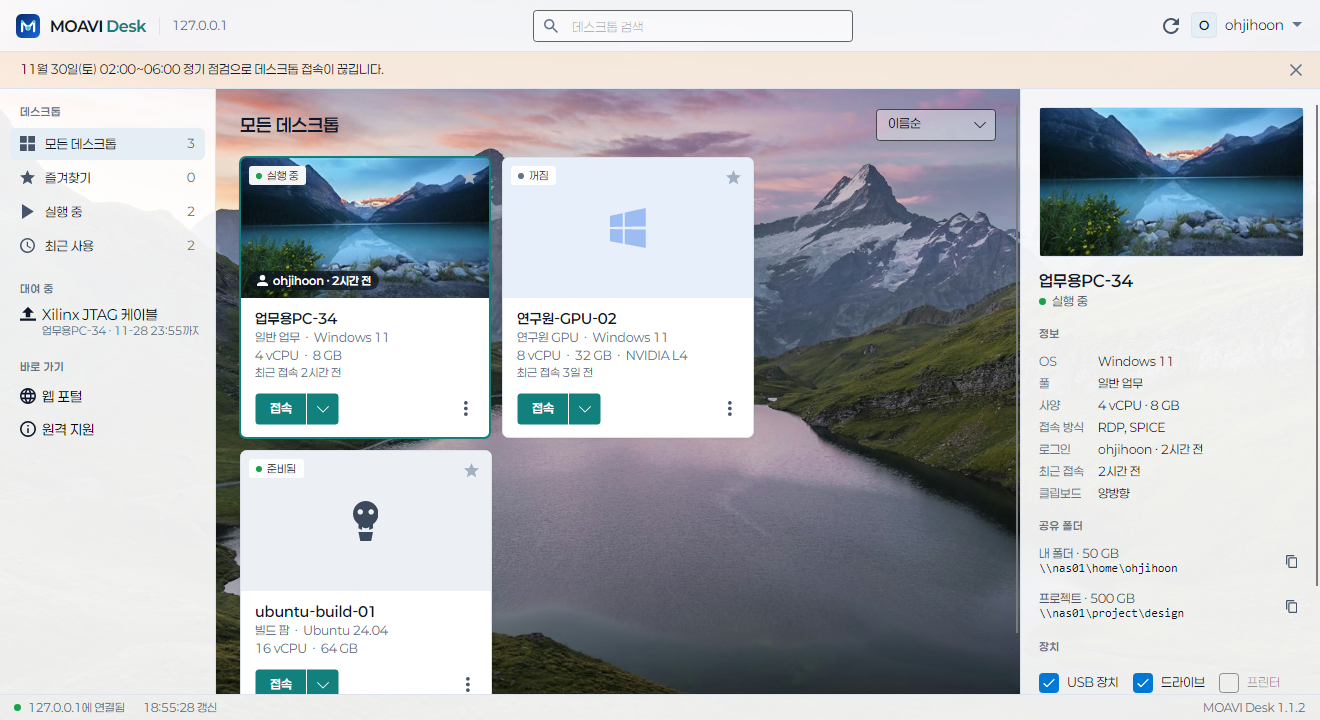 MOAVI Desk 127.0.0.1
데스크톱 검색
O ohjihoon
11월 30일(토) 02:00~06:00 정기 점검으로 데스크톱 접속이 끊깁니다.
데스크톱
모든 데스크톱 3
즐겨찾기 0
실행 중 2
최근 사용 2
대여 중
Xilinx JTAG 케이블
업무용PC-34 · 11-28 23:55까지
바로 가기
웹 포털
원격 지원
모든 데스크톱
이름순
실행 중
ohjihoon · 2시간 전
업무용PC-34
일반 업무 · Windows 11
4 vCPU · 8 GB
최근 접속 2시간 전
접속
꺼짐
연구원-GPU-02
연구원 GPU · Windows 11
8 vCPU · 32 GB · NVIDIA L4
최근 접속 3일 전
접속
준비됨
ubuntu-build-01
빌드 팜 · Ubuntu 24.04
16 vCPU · 64 GB
접속
업무용PC-34
실행 중
정보
OS Windows 11
풀 일반 업무
사양 4 vCPU · 8 GB
접속 방식 RDP, SPICE
로그인 ohjihoon · 2시간 전
최근 접속 2시간 전
클립보드 양방향
공유 폴더
내 폴더 · 50 GB
\\nas01\home\ohjihoon
프로젝트 · 500 GB
\\nas01\project\design
장치
USB 장치 드라이브 프린터
127.0.0.1에 연결됨 18:55:28 갱신
MOAVI Desk 1.1.2